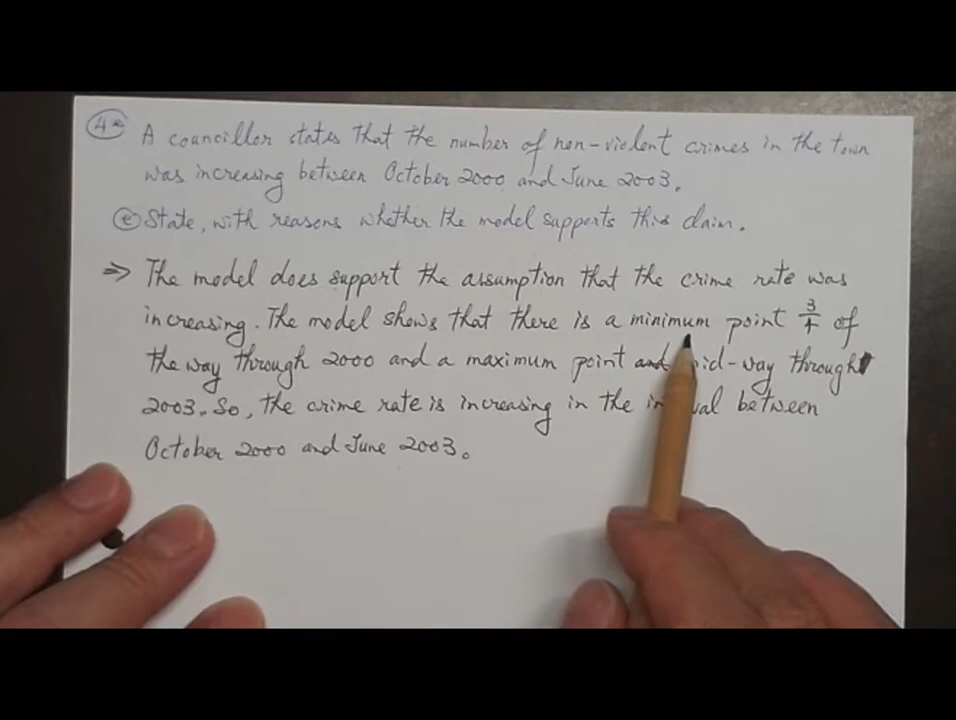 4a A councillor states that the number of non-violent crimes in the town
was increasing between October 2000 and June 2003.
e State, with reasons whether the model supports this claim.
⇒ The model does support the assumption that the crime rate was
increasing. The model shows that there is a minimum point 3/4 of
the way through 2000 and a maximum point through
2003. So, the crime rate is increasing in the between
October 2000 and June 2003.